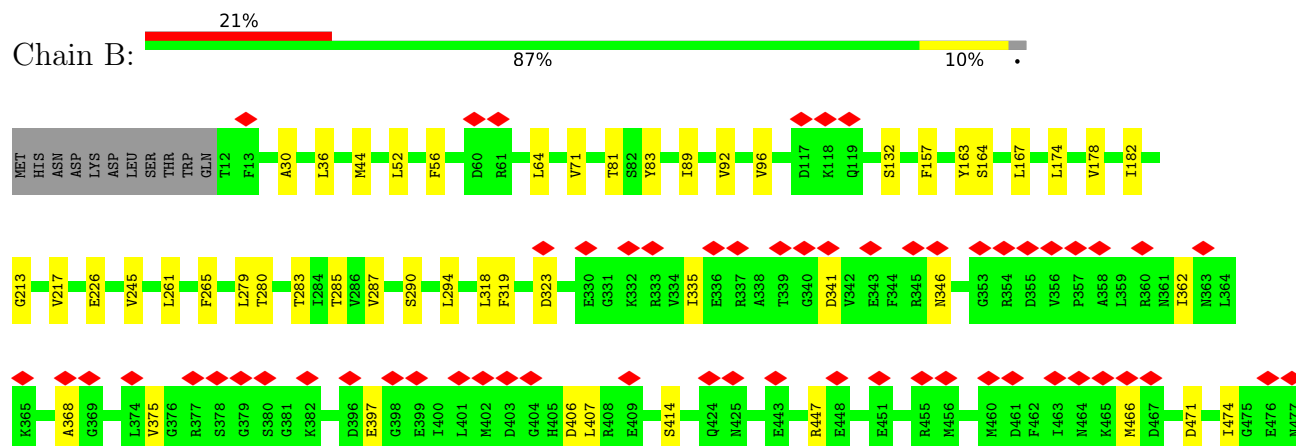 21%
Chain B:
87% 10% •
MET HIS ASN ASP LYS ASP LEU SER THR TRP GLN T12 F13 A30 L36 M44 L52 F56 D60 R61 L64 V71 T81 S82 Y83 I89 V92 V96 D117 K118 Q119 S132 F157 Y163 S164 L167 L174 V178 I182
G213 V217 E226 V245 L261 F265 L279 T280 T283 I284 T285 V286 V287 S290 L294 L318 F319 D323 E330 G331 K332 R333 V334 I335 E336 R337 A338 T339 G340 D341 V342 E343 F344 R345 N346 G353 R354 D355 V356 P357 A358 L359 R360 N361 I362 N363 L364
K365 A368 G369 L374 V375 G376 R377 S378 G379 S380 G381 K382 D396 E397 G398 E399 I400 L401 M402 D403 G404 H405 D406 L407 R408 E409 S414 Q424 N425 E443 R447 E448 E451 R455 M456 M460 D461 F462 I463 N464 K465 M466 D467 D471 I474 G475 E476 N477